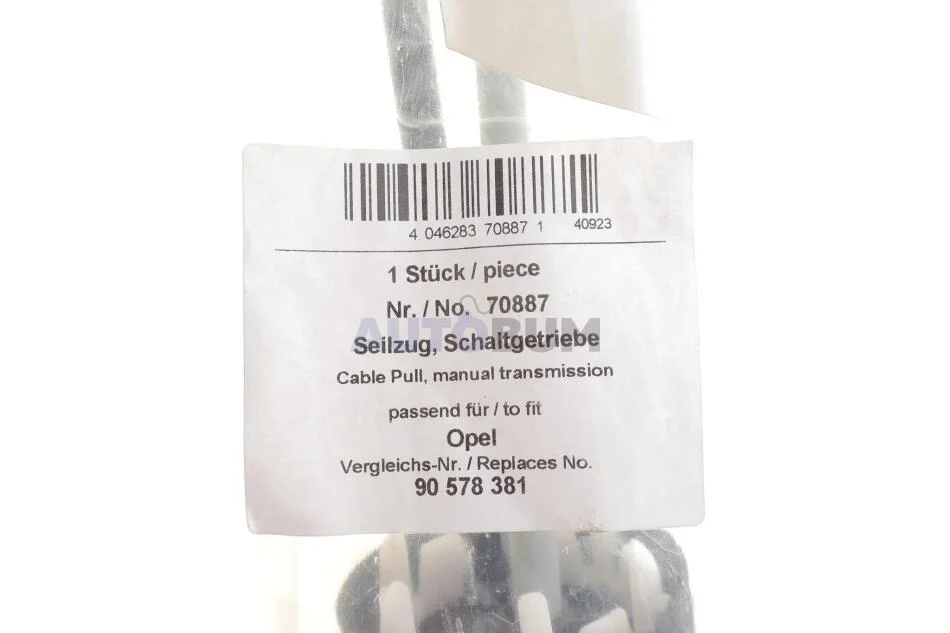 4 046283 70887 1 40923
1 Stück / piece
Nr. / No. 70887
AUTOBUM
Seilzug, Schaltgetriebe
Cable Pull, manual transmission
passend für / to fit
Opel
Vergleichs-Nr. / Replaces No.
90 578 381